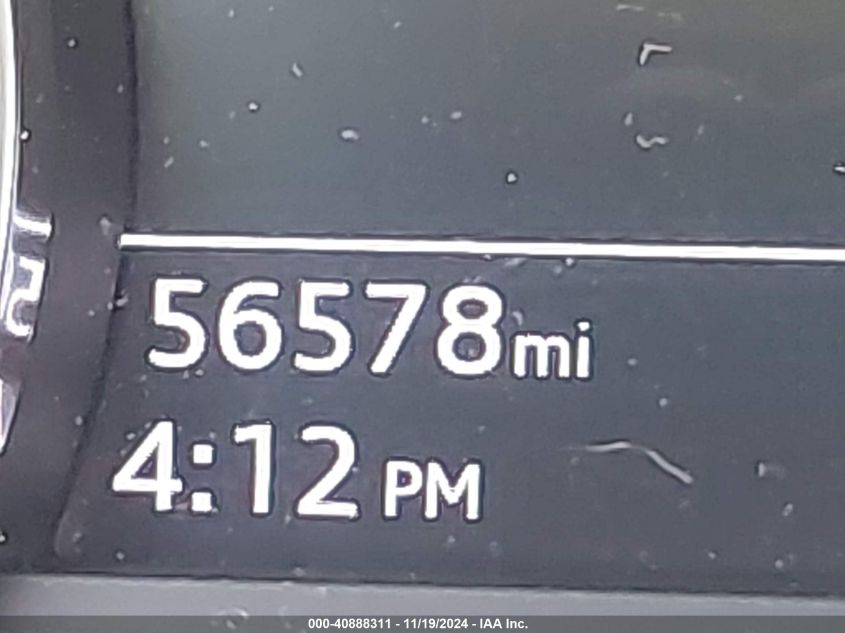 56578mi
4:12 PM
000-40888311 - 11/19/2024 - IAA Inc.